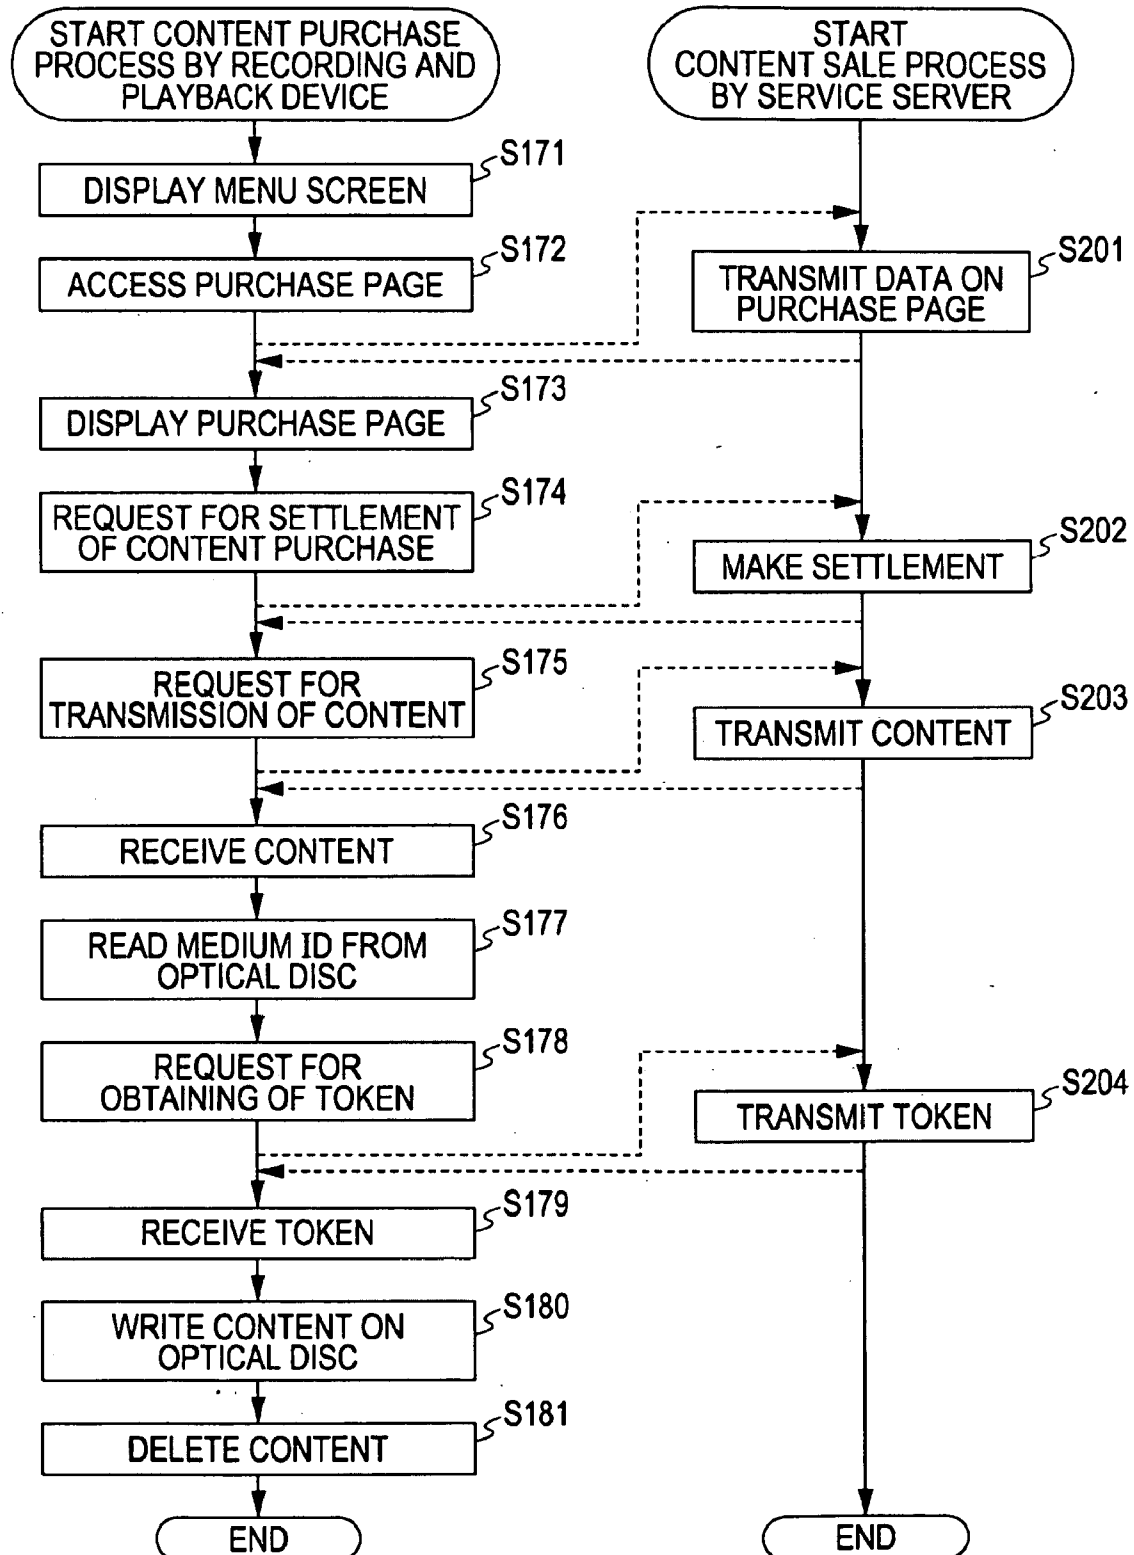 START CONTENT PURCHASE
PROCESS BY RECORDING AND
PLAYBACK DEVICE
S171
DISPLAY MENU SCREEN
S172
ACCESS PURCHASE PAGE
S173
DISPLAY PURCHASE PAGE
S174
REQUEST FOR SETTLEMENT
OF CONTENT PURCHASE
S175
REQUEST FOR
TRANSMISSION OF CONTENT
S176
RECEIVE CONTENT
S177
READ MEDIUM ID FROM
OPTICAL DISC
S178
REQUEST FOR
OBTAINING OF TOKEN
S179
RECEIVE TOKEN
S180
WRITE CONTENT ON
OPTICAL DISC
S181
DELETE CONTENT
END
START
CONTENT SALE PROCESS
BY SERVICE SERVER
S201
TRANSMIT DATA ON
PURCHASE PAGE
S202
MAKE SETTLEMENT
S203
TRANSMIT CONTENT
S204
TRANSMIT TOKEN
END